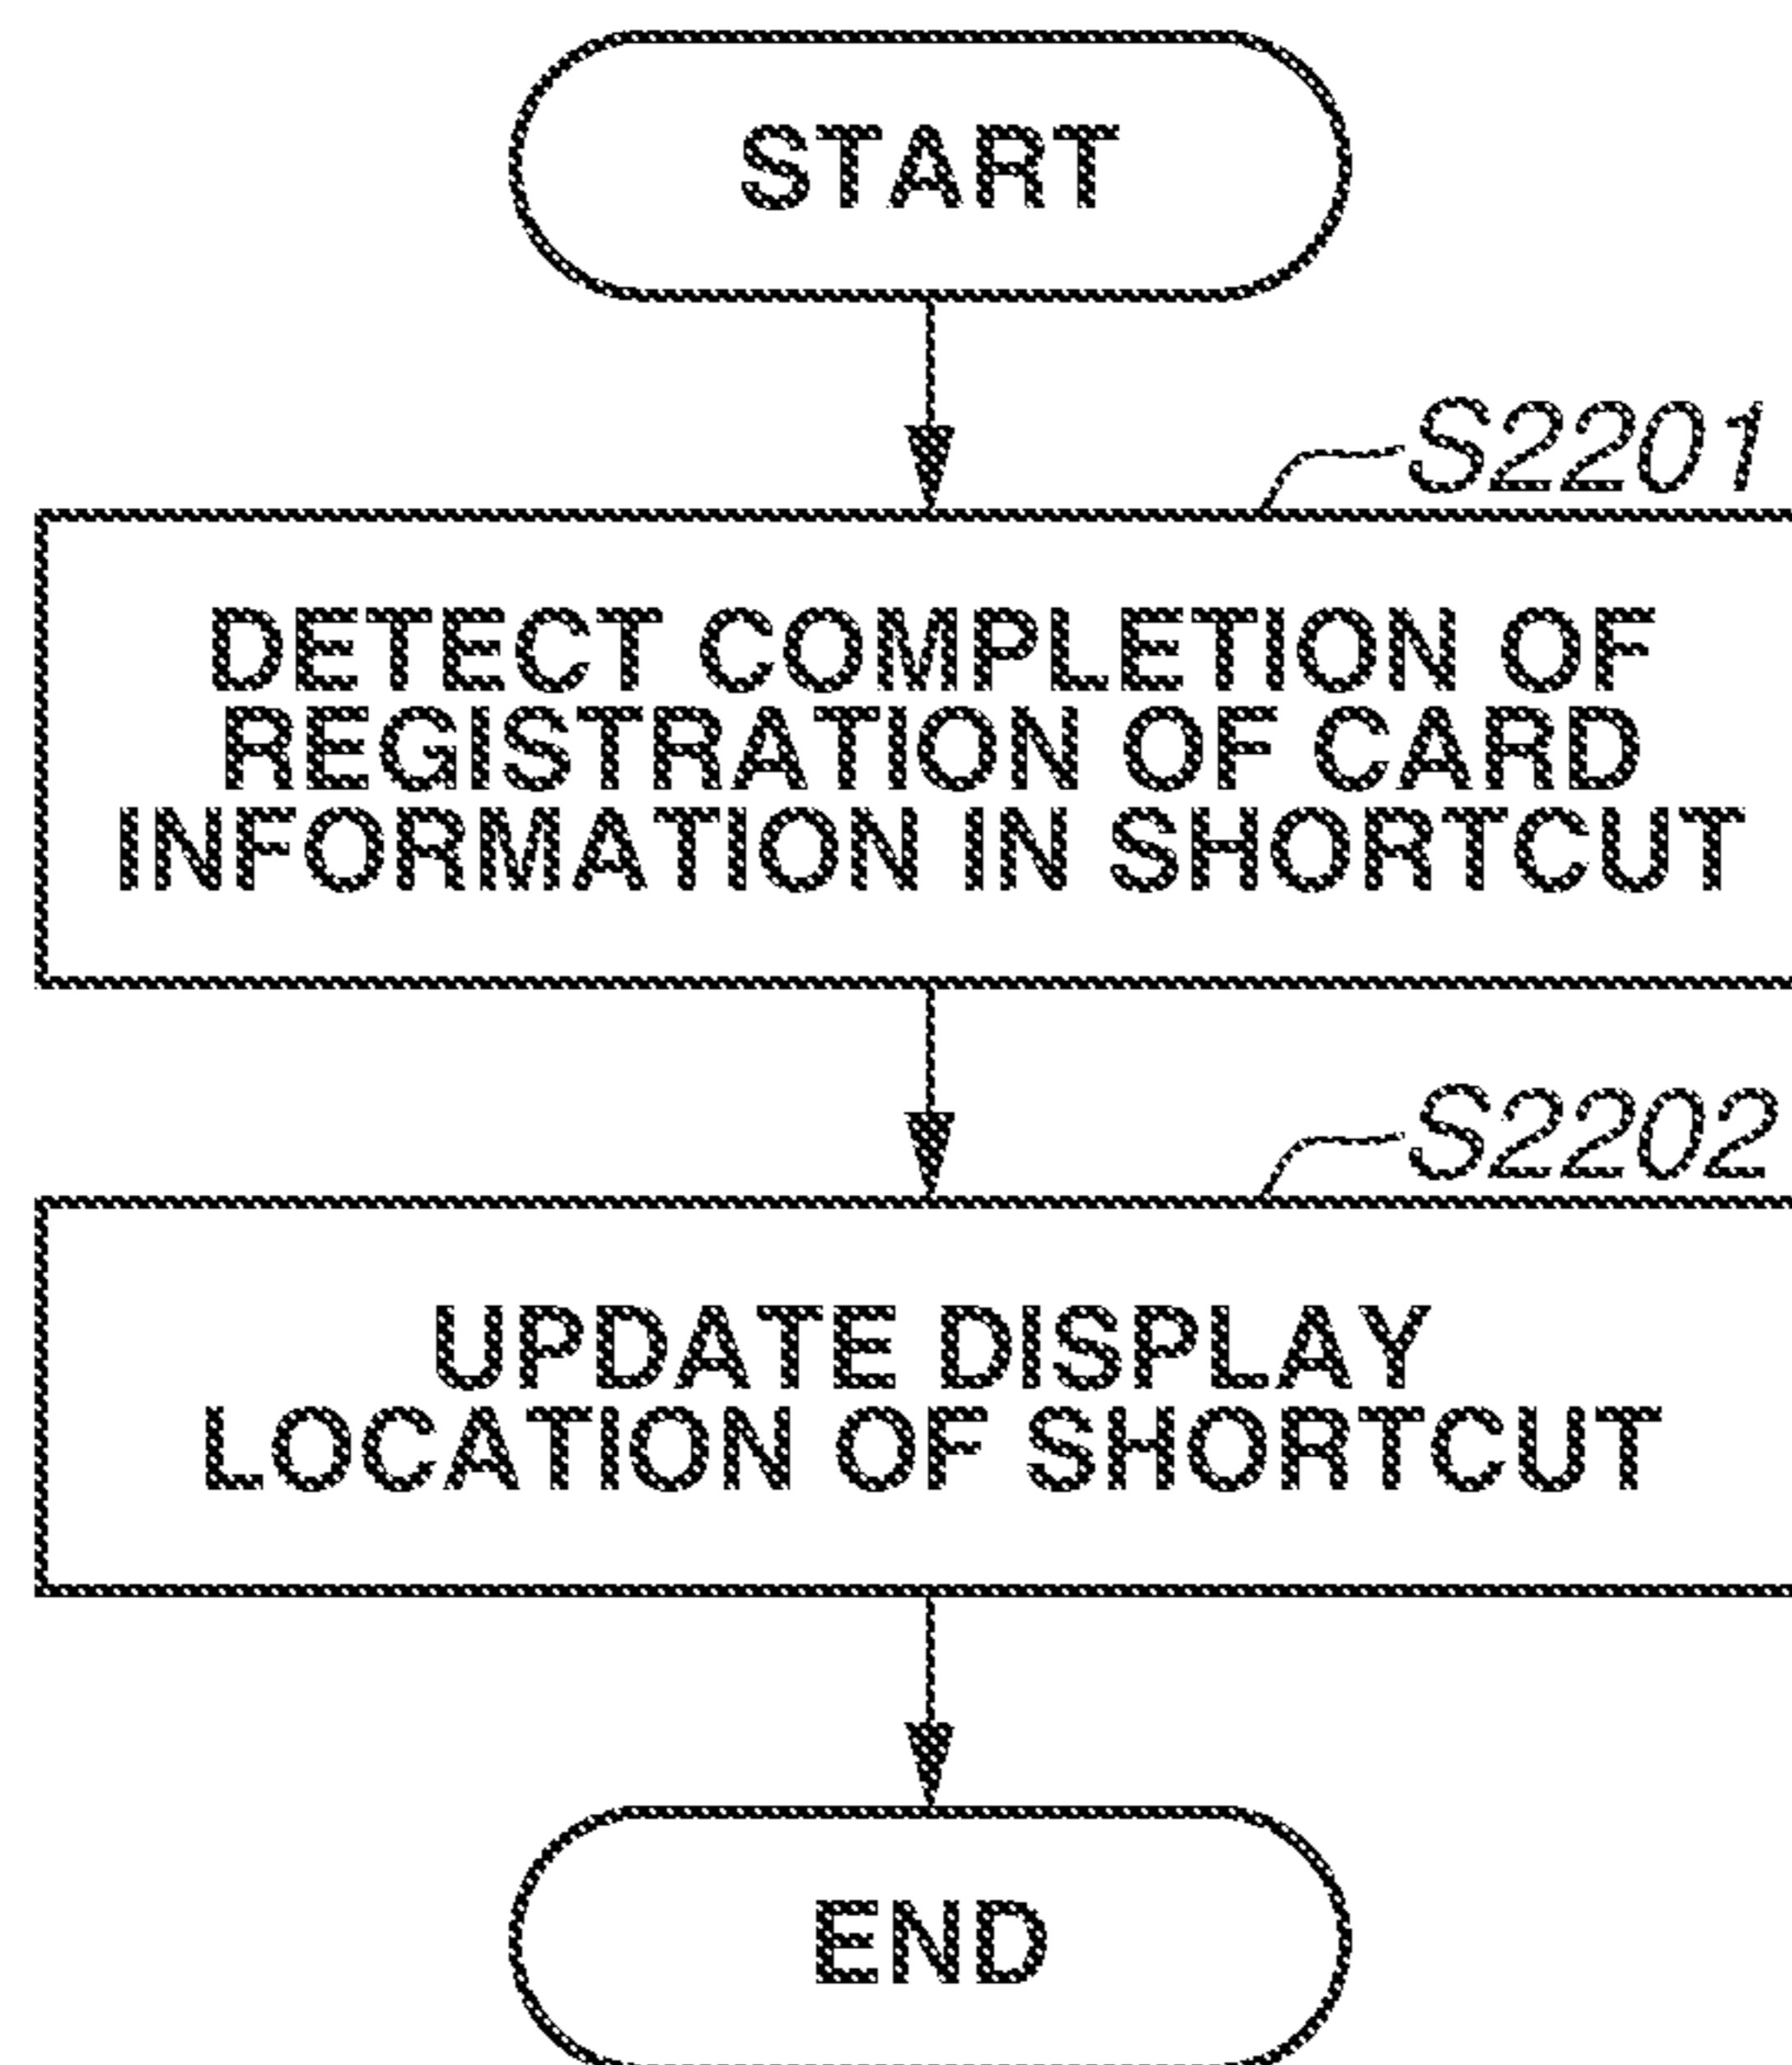 START
S2201
DETECT COMPLETION OF
REGISTRATION OF CARD
INFORMATION IN SHORTCUT
S2202
UPDATE DISPLAY
LOCATION OF SHORTCUT
END